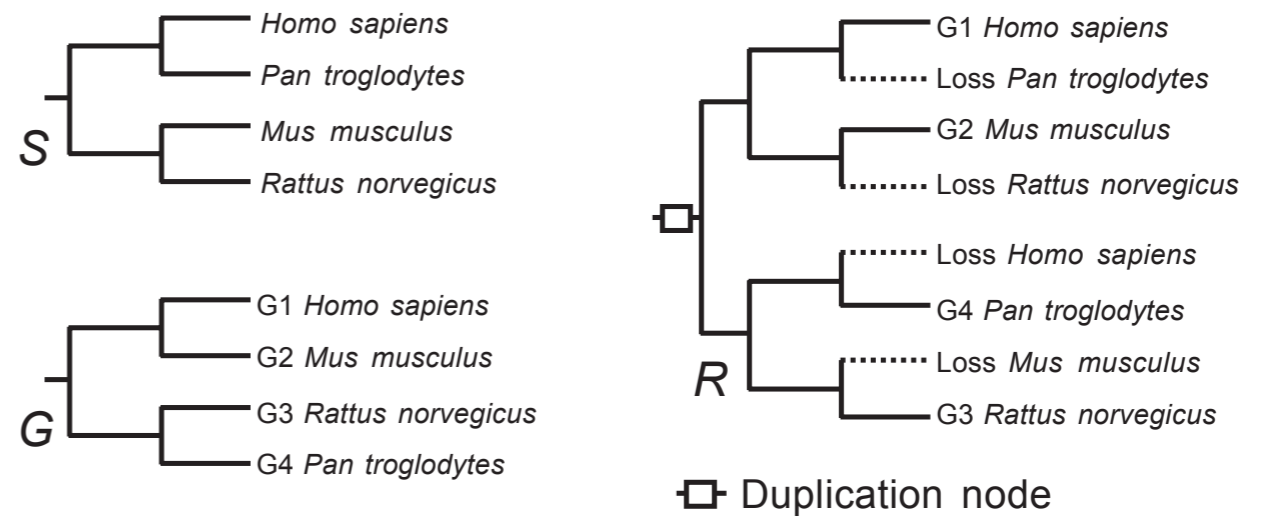 Homo sapiens
Pan troglodytes
Mus musculus
Rattus norvegicus
S
G1 Homo sapiens
G2 Mus musculus
G3 Rattus norvegicus
G4 Pan troglodytes
G
G1 Homo sapiens
Loss Pan troglodytes
G2 Mus musculus
Loss Rattus norvegicus
Loss Homo sapiens
G4 Pan troglodytes
Loss Mus musculus
G3 Rattus norvegicus
R
Duplication node